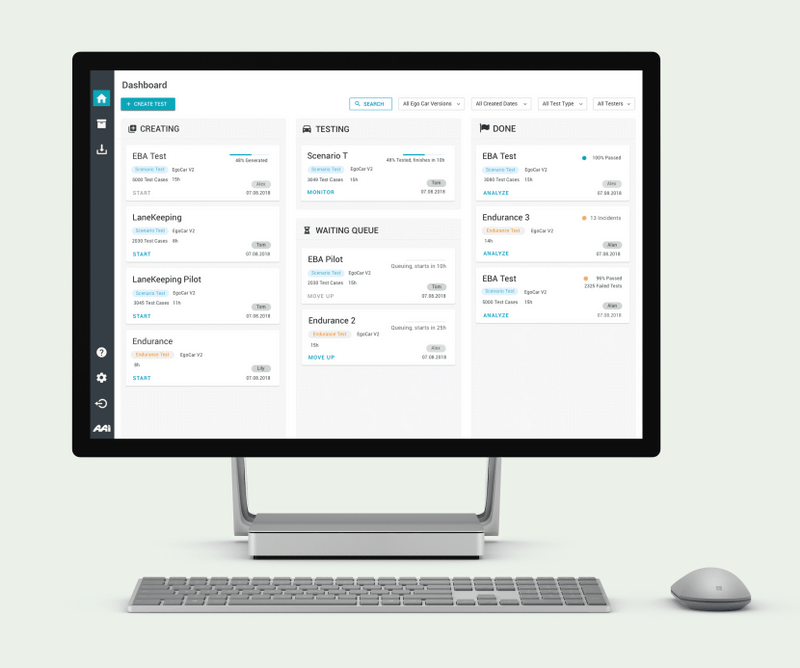 Dashboard
+ CREATE TEST
SEARCH
All Ego Car Versions
All Created Dates
All Test Type
All Testers
CREATING
EBA Test
48% Generated
Scenario Test EgoCar V2
5000 Test Cases 15h
Alex
START
07.08.2018
LaneKeeping
Scenario Test EgoCar V2
2030 Test Cases 8h
Tom
START
07.08.2018
LaneKeeping Pilot
Scenario Test EgoCar V2
3045 Test Cases 11h
Tom
START
07.08.2018
Endurance
Endurance Test EgoCar V2
8h
Lily
START
07.08.2018
TESTING
Scenario T
48% Tested, finishes in 10h
Scenario Test EgoCar V2
3049 Test Cases 10h
Tom
MONITOR
07.08.2018
WAITING QUEUE
EBA Pilot
Queuing, starts in 10h
Scenario Test EgoCar V2
2030 Test Cases 15h
Tom
MOVE UP
07.08.2018
Endurance 2
Queuing, starts in 25h
Endurance Test EgoCar V2
15h
Alex
MOVE UP
07.08.2018
DONE
EBA Test
100% Passed
Scenario Test EgoCar V2
3080 Test Cases 15h
Alex
ANALYZE
07.08.2018
Endurance 3
13 Incidents
Endurance Test EgoCar V2
14h
Alan
ANALYZE
07.08.2018
EBA Test
95% Passed
2325 Failed Tests
Scenario Test EgoCar V2
5000 Test Cases 15h
Alan
ANALYZE
07.08.2018
AAI